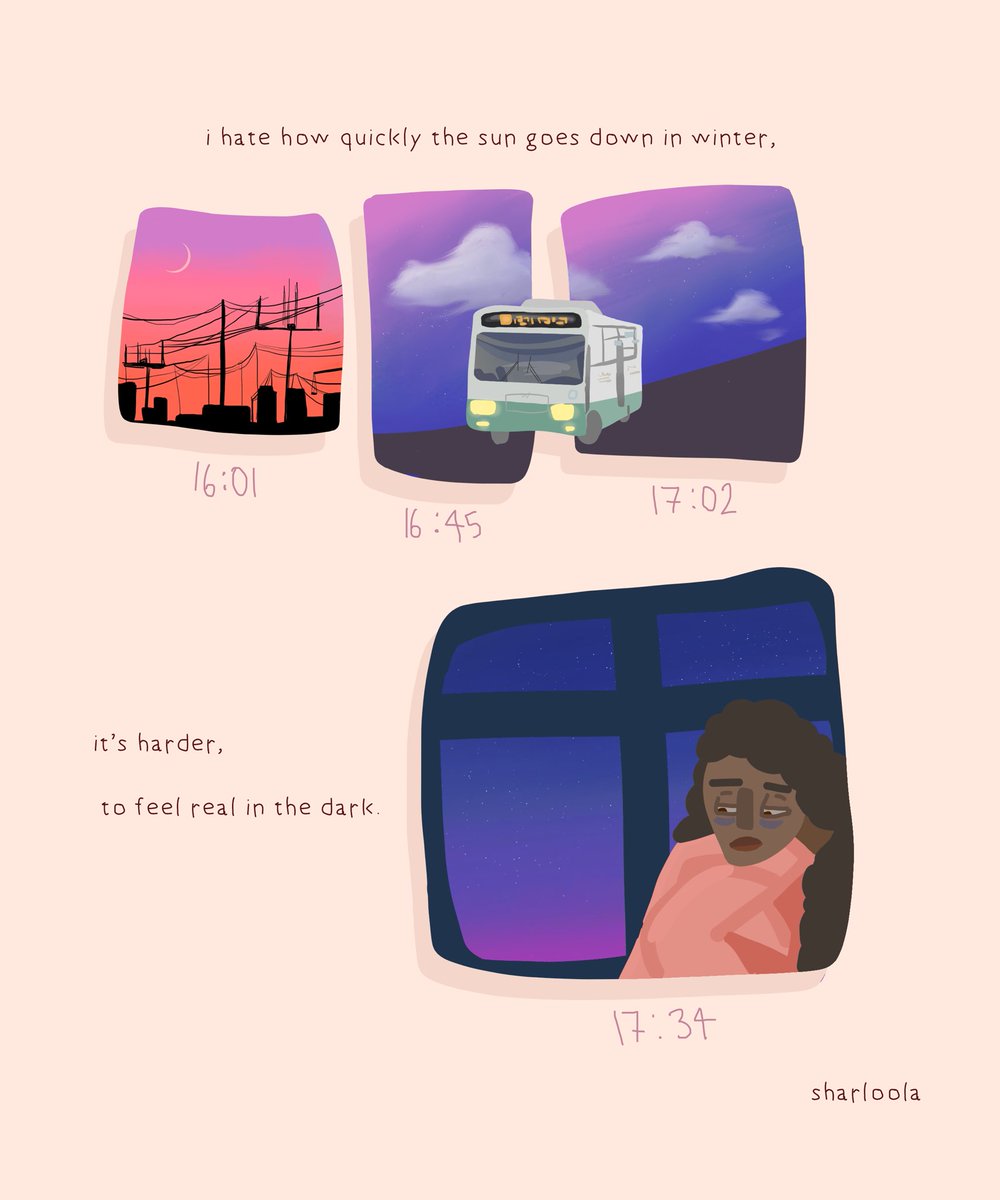 i hate how quickly the sun goes down in winter,
16:01
16:45
17:02
it's harder,
to feel real in the dark.
17:34
sharloola